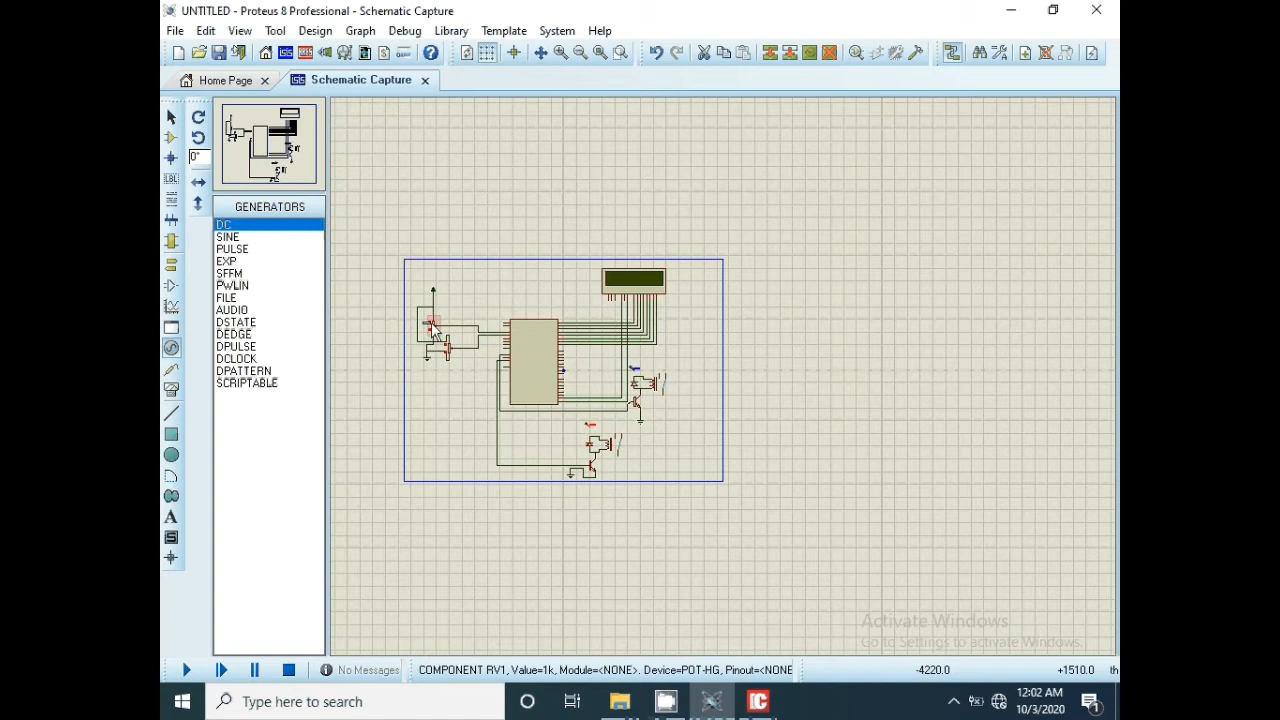 UNTITLED - Proteus 8 Professional - Schematic Capture
File Edit View Tool Design Graph Debug Library Template System Help
Home Page
Schematic Capture
0°
LBL
GENERATORS
DC
SINE
PULSE
EXP
SFFM
PWLIN
FILE
AUDIO
DSTATE
DEDGE
DPULSE
DCLOCK
DPATTERN
SCRIPTABLE
A
Activate Windows
Go to Settings to activate Windows.
No Messages
COMPONENT RV1, Value=1k, Module=<NONE>. Device=POT-HG, Pinout=<NONE
-4220.0
+1510.0
th
Type here to search
12:02 AM
10/3/2020